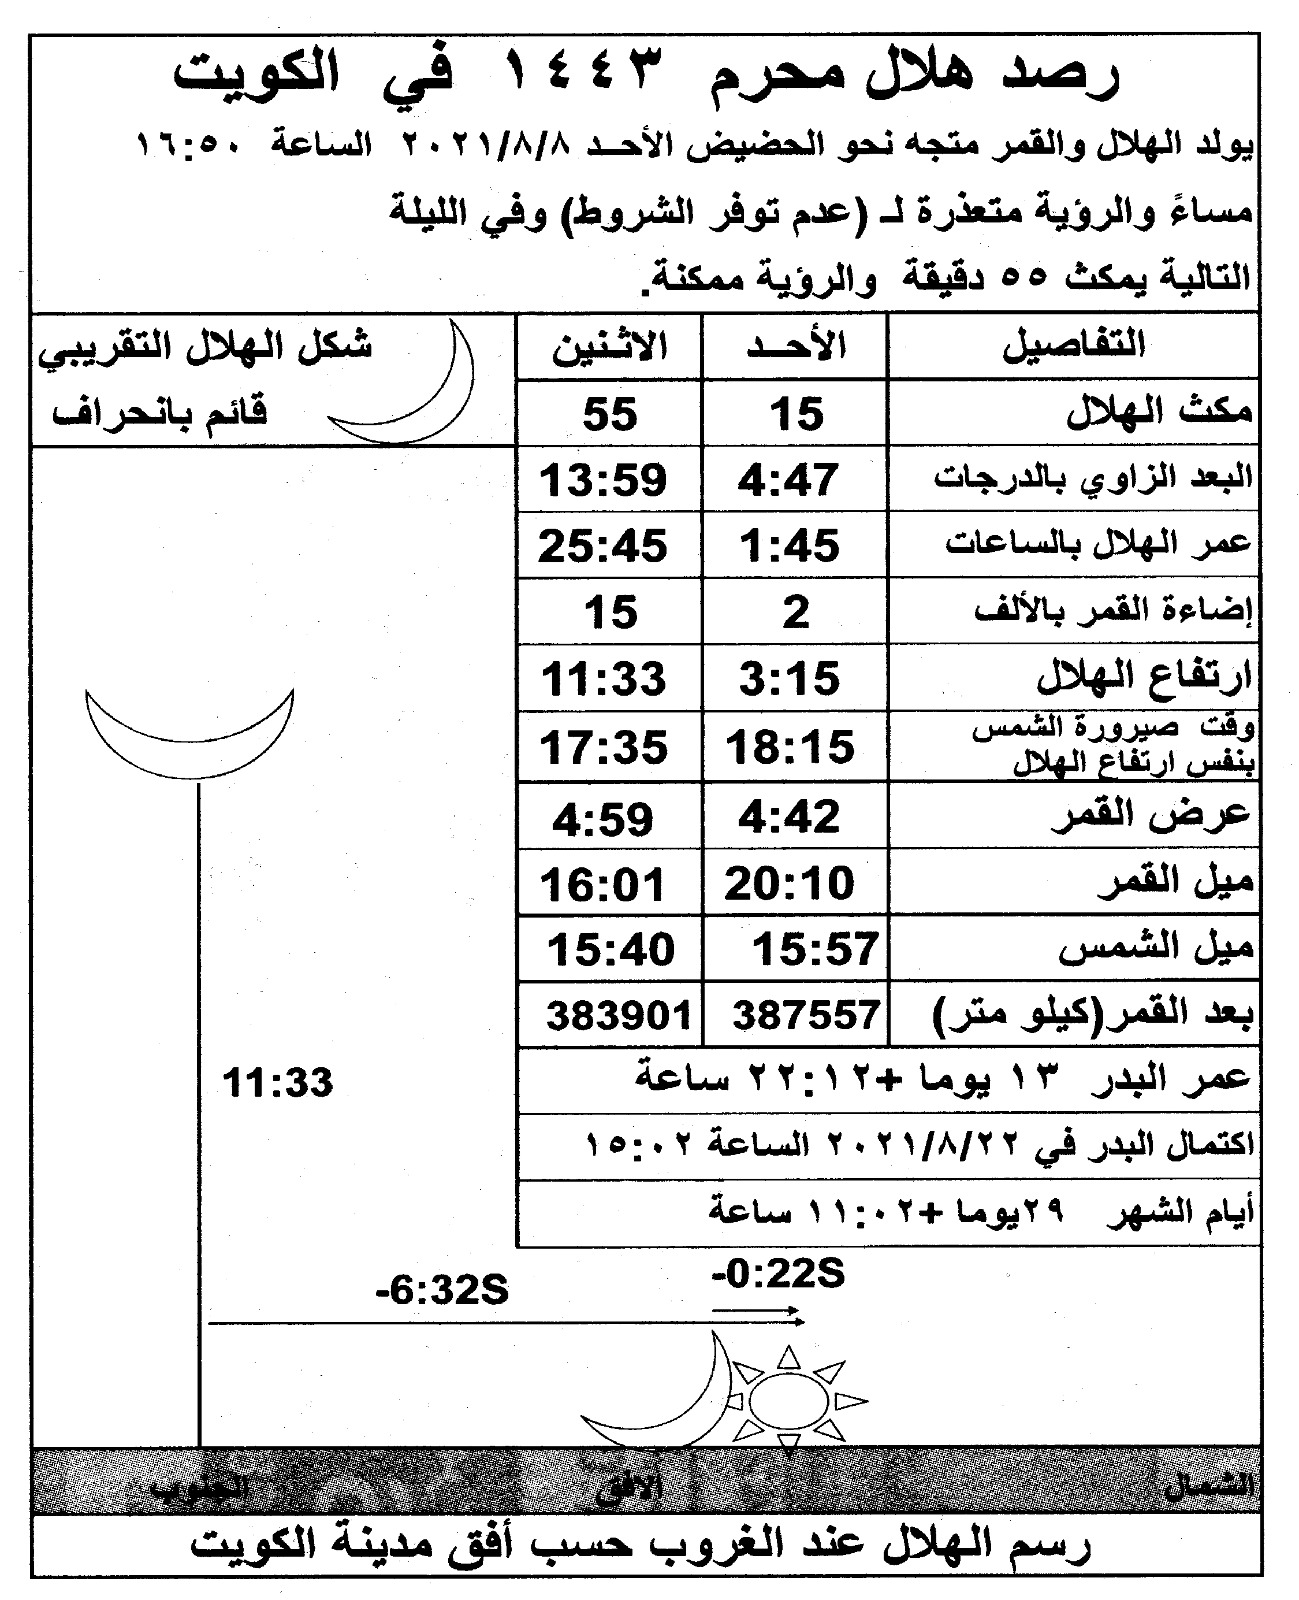 رصد هلال محرم ١٤٤٣ في الكويت
يولد الهلال والقمر متجه نحو الحضيض الأحد ٢٠٢١/٨/٨ الساعة ١٦:٥٠
مساءً والرؤية متعذرة لـ (عدم توفر الشروط) وفي الليلة
التالية يمكث ٥٥ دقيقة والرؤية ممكنة.
التفاصيل الأحد الاثنين
شكل الهلال التقريبي
قائم بانحراف
مكث الهلال 15 55
البعد الزاوي بالدرجات 4:47 13:59
عمر الهلال بالساعات 1:45 25:45
إضاءة القمر بالألف 2 15
ارتفاع الهلال 3:15 11:33
وقت صيرورة الشمس
بنفس ارتفاع الهلال 18:15 17:35
عرض القمر 4:42 4:59
ميل القمر 20:10 16:01
ميل الشمس 15:57 15:40
بعد القمر(كيلو متر) 387557 383901
عمر البدر ١٣ يوما +٢٢:١٢ ساعة
11:33
اكتمال البدر في ٢٠٢١/٨/٢٢ الساعة ١٥:٠٢
أيام الشهر ٢٩يوما +١١:٠٢ ساعة
-0:22S
-6:32S
الشمال الافق الجنوب
رسم الهلال عند الغروب حسب أفق مدينة الكويت